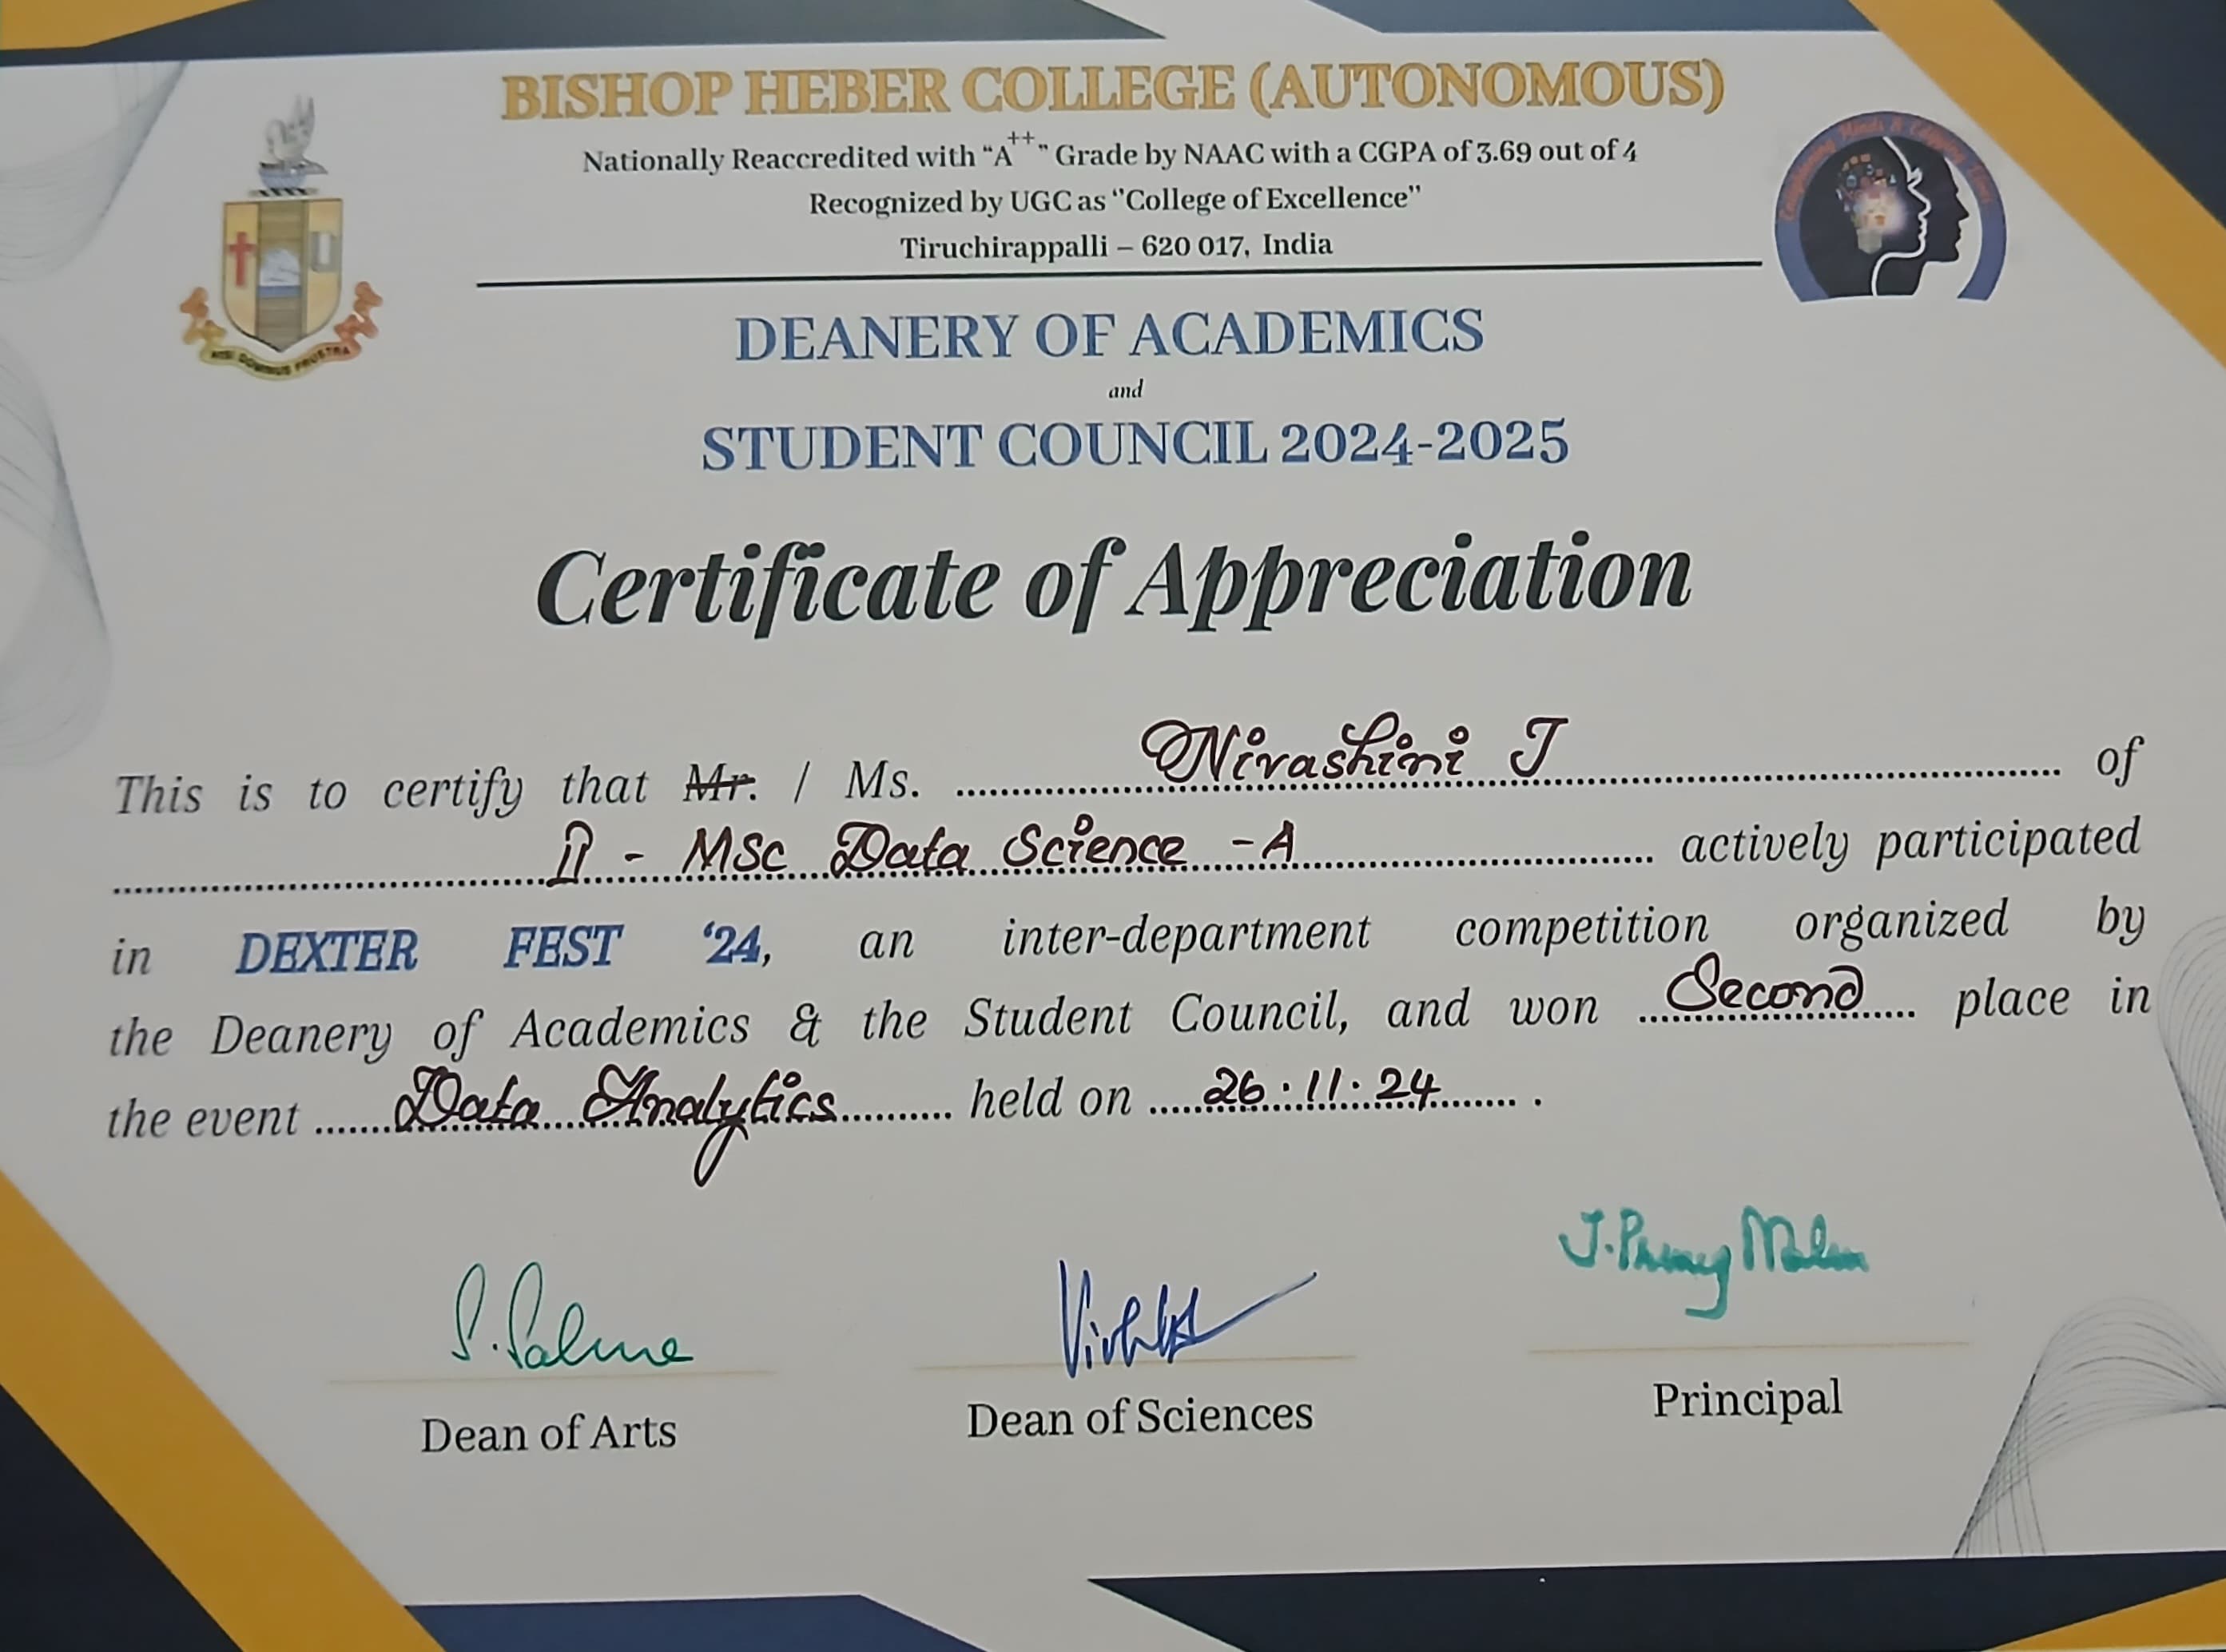 BISHOP HEBER COLLEGE (AUTONOMOUS)
Nationally Reaccredited with “A++” Grade by NAAC with a CGPA of 3.69 out of 4
Recognized by UGC as "College of Excellence"
Tiruchirappalli – 620 017, India
NISI DOMINUS FRUSTRA
DEANERY OF ACADEMICS
and
STUDENT COUNCIL 2024-2025
Certificate of Appreciation
This is to certify that Mr. / Ms. Nivashini J of
II - MSc Data Science - A actively participated
in DEXTER FEST ‘24, an inter-department competition organized by
the Deanery of Academics & the Student Council, and won Second place in
the event Data Analytics held on 26.11.24 .
Dean of Arts
Dean of Sciences
Principal